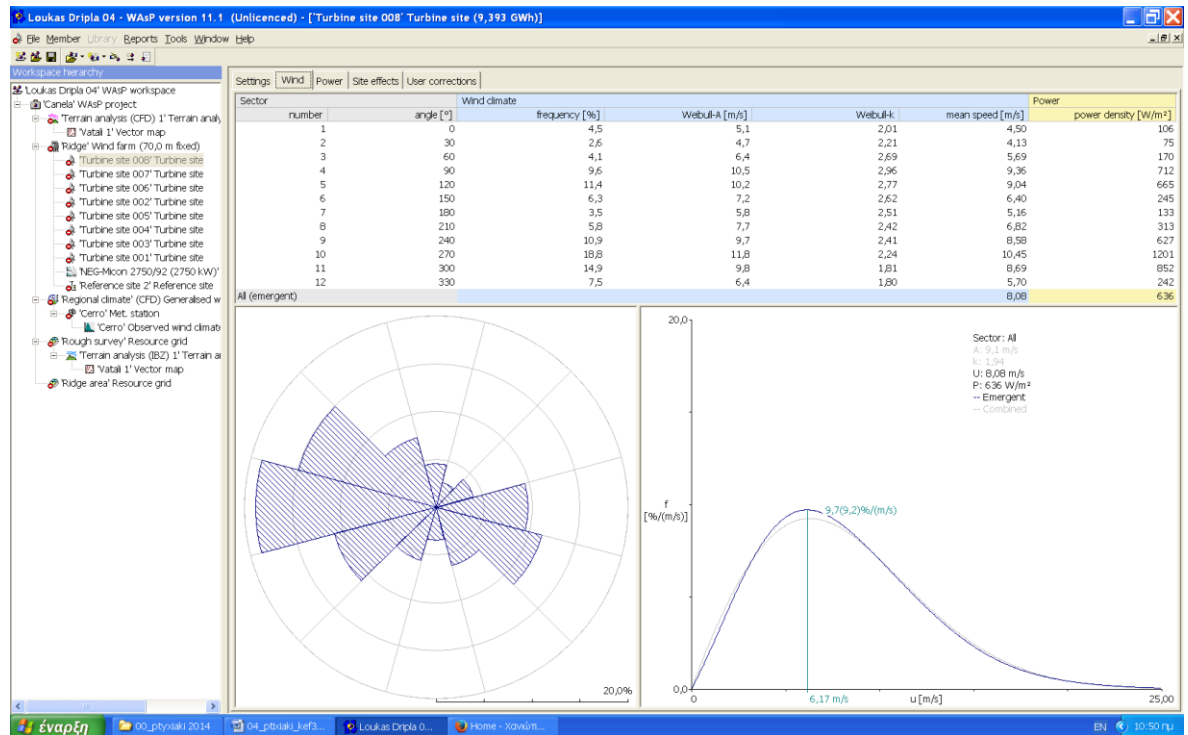 Loukas Dripla 04 - WAsP version 11.1 (Unlicenced) - ['Turbine site 008' Turbine site (9,393 GWh)]
File Member Library Reports Tools Window Help
Workspace hierarchy
'Loukas Dripla 04' WAsP workspace
'Canela' WAsP project
'Terrain analysis (CFD) 1' Terrain analy
'Vatali 1' Vector map
'Ridge' Wind farm (70,0 m fixed)
'Turbine site 008' Turbine site
'Turbine site 007' Turbine site
'Turbine site 006' Turbine site
'Turbine site 002' Turbine site
'Turbine site 005' Turbine site
'Turbine site 004' Turbine site
'Turbine site 003' Turbine site
'Turbine site 001' Turbine site
'NEG-Micon 2750/92 (2750 kW)'
'Reference site 2' Reference site
'Regional climate' (CFD) Generalised w
'Cerro' Met. station
'Cerro' Observed wind climate
'Rough survey' Resource grid
'Terrain analysis (IBZ) 1' Terrain a
'Vatali 1' Vector map
'Ridge area' Resource grid
Settings Wind Power Site effects User corrections
Sector Wind climate Power
number angle [°] frequency [%] Weibull-A [m/s] Weibull-k mean speed [m/s] power density [W/m²]
1 0 4,5 5,1 2,01 4,50 106
2 30 2,6 4,7 2,21 4,13 75
3 60 4,1 6,4 2,69 5,69 170
4 90 9,6 10,5 2,96 9,36 712
5 120 11,4 10,2 2,77 9,04 665
6 150 6,3 7,2 2,62 6,40 245
7 180 3,5 5,8 2,51 5,16 133
8 210 5,8 7,7 2,42 6,82 313
9 240 10,9 9,7 2,41 8,58 627
10 270 18,8 11,8 2,24 10,45 1201
11 300 14,9 9,8 1,81 8,69 852
12 330 7,5 6,4 1,80 5,70 242
All (emergent) 8,08 636
20,0%
20,0
Sector: All
A: 9,1 m/s
k: 1,94
U: 8,08 m/s
P: 636 W/m²
-- Emergent
-- Combined
f
[%/(m/s)]
9,7(9,2)%/(m/s)
0,0
0
6,17 m/s
u [m/s]
25,00
έναρξη 00_ptyxiaki 2014 04_ptixiaki_kef3... Loukas Dripla 0... Home - Χανιώτι... EN 10:50 πμ